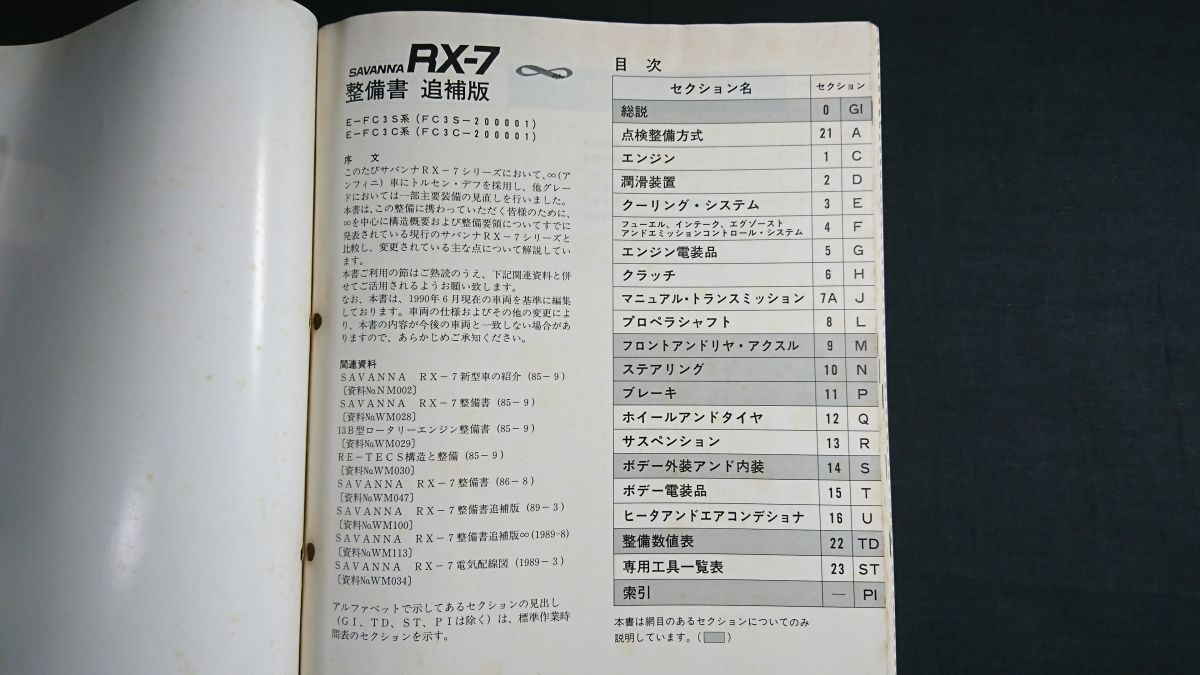 SAVANNA RX-7
整備書 追補版
E－FC3S系 (FC3S－200001)
E－FC3C系 (FC3C－200001)
序 文
このたびサバンナRX－7シリーズにおいて、∞(ア
ンフィニ) 車にトルセン・デフを採用し、他グレー
ドにおいては一部主要装備の見直しを行いました。
本書は、この整備に携わっていただく皆様のために、
∞を中心に構造概要および整備要領についてすでに
発表されている現行のサバンナRX－7シリーズと
比較し、変更されている主な点について解説してい
ます。
本書ご利用の節はご熟読のうえ、下記関連資料と併
せてご活用されるようお願い致します。
なお、本書は、1990年6月現在の車両を基準に編集
しております。車両の仕様およびその他の変更によ
り、本書の内容が今後の車両と一致しない場合があ
りますので、あらかじめご承知ください。
関連資料
SAVANNA RX－7新型車の紹介 (85－9)
〔資料No.NM002〕
SAVANNA RX－7整備書 (85－9)
〔資料No.WM028〕
13B型ロータリーエンジン整備書 (85－9)
〔資料No.WM029〕
RE－TECS構造と整備 (85－9)
〔資料No.WM030〕
SAVANNA RX－7整備書 (86－8)
〔資料No.WM047〕
SAVANNA RX－7整備書追補版 (89－3)
〔資料No.WM100〕
SAVANNA RX－7整備書追補版∞ (1989-8)
〔資料No.WM113〕
SAVANNA RX－7電気配線図 (1989－3)
〔資料No.WM034〕
アルファベットで示してあるセクションの見出し
(GI、TD、ST、PIは除く) は、標準作業時
間表のセクションを示す。
目 次
セクション名 セクション
総説 0 GI
点検整備方式 21 A
エンジン 1 C
潤滑装置 2 D
クーリング・システム 3 E
フューエル、インテーク、エグゾースト
アンドエミッションコントロール・システム 4 F
エンジン電装品 5 G
クラッチ 6 H
マニュアル・トランスミッション 7A J
プロペラシャフト 8 L
フロントアンドリヤ・アクスル 9 M
ステアリング 10 N
ブレーキ 11 P
ホイールアンドタイヤ 12 Q
サスペンション 13 R
ボデー外装アンド内装 14 S
ボデー電装品 15 T
ヒータアンドエアコンデショナ 16 U
整備数値表 22 TD
専用工具一覧表 23 ST
索引 — PI
本書は網目のあるセクションについてのみ
説明しています。( )